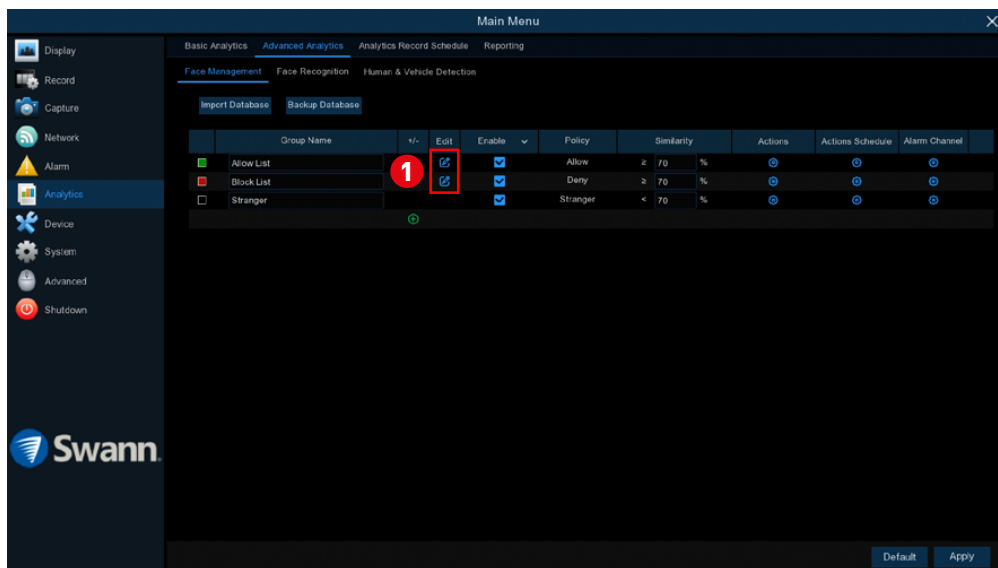 Main Menu
Display
Record
Capture
Network
Alarm
Analytics
Device
System
Advanced
Shutdown
Swann.
Basic Analytics Advanced Analytics Analytics Record Schedule Reporting
Face Management Face Recognition Human & Vehicle Detection
Import Database Backup Database
Group Name +/- Edit Enable Policy Similarity Actions Actions Schedule Alarm Channel
Allow List Allow ≥ 70 %
1
Block List Deny ≥ 70 %
Stranger Stranger < 70 %
Default Apply